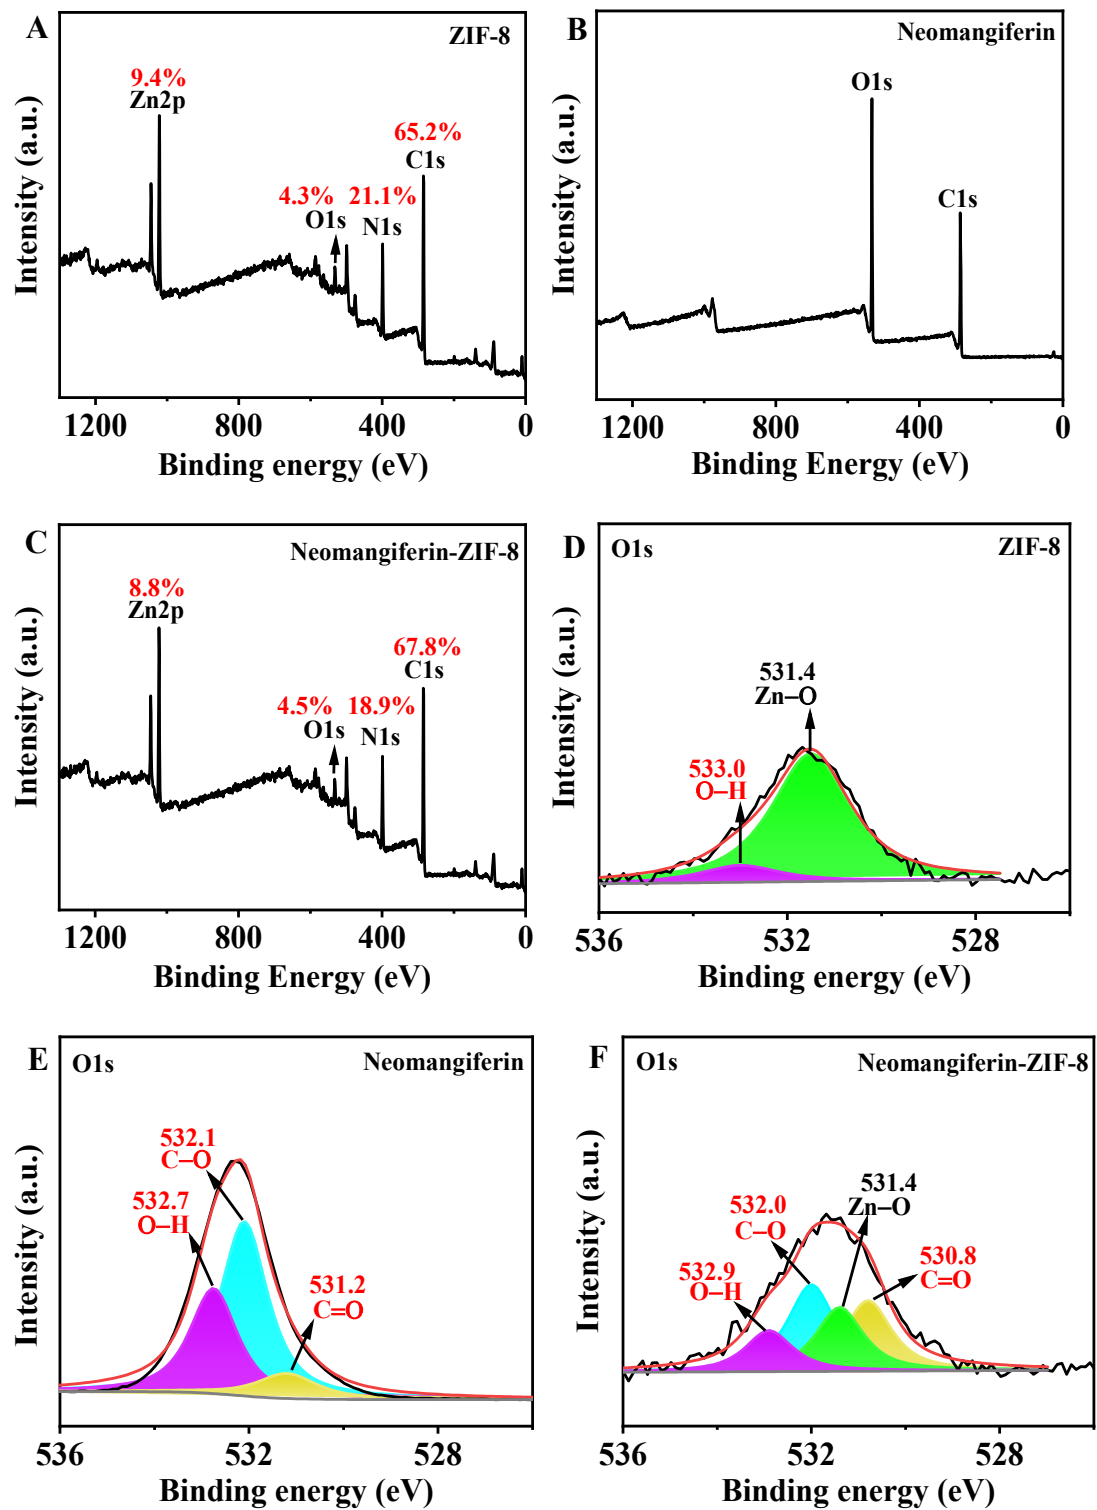 A
ZIF-8
9.4%
Zn2p
65.2%
C1s
4.3%
21.1%
O1s
N1s
Intensity (a.u.)
1200
800
400
0
Binding energy (eV)
B
Neomangiferin
O1s
C1s
Intensity (a.u.)
1200
800
400
0
Binding Energy (eV)
C
Neomangiferin-ZIF-8
8.8%
Zn2p
67.8%
C1s
4.5%
18.9%
O1s
N1s
Intensity (a.u.)
1200
800
400
0
Binding Energy (eV)
D
O1s
ZIF-8
531.4
Zn–O
533.0
O–H
Intensity (a.u.)
536
532
528
Binding energy (eV)
E
O1s
Neomangiferin
532.1
C–O
532.7
O–H
531.2
C=O
Intensity (a.u.)
536
532
528
Binding energy (eV)
F
O1s
Neomangiferin-ZIF-8
531.4
Zn–O
532.0
C–O
532.9
O–H
530.8
C=O
Intensity (a.u.)
536
532
528
Binding energy (eV)